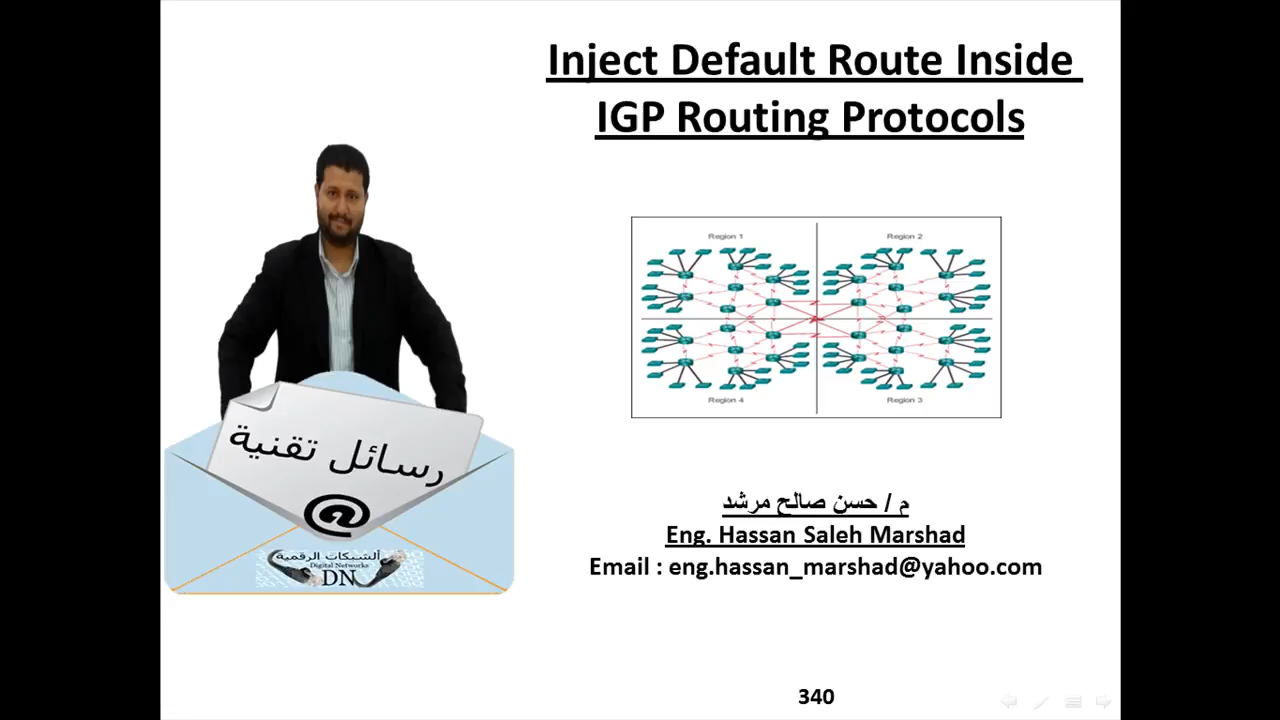 Inject Default Route Inside
IGP Routing Protocols
Region 1
Region 2
Region 4
Region 3
رسائل تقنية
@
الشبكات الرقمية
Digital Networks
DN
م / حسن صالح مرشد
Eng. Hassan Saleh Marshad
Email : eng.hassan_marshad@yahoo.com
340